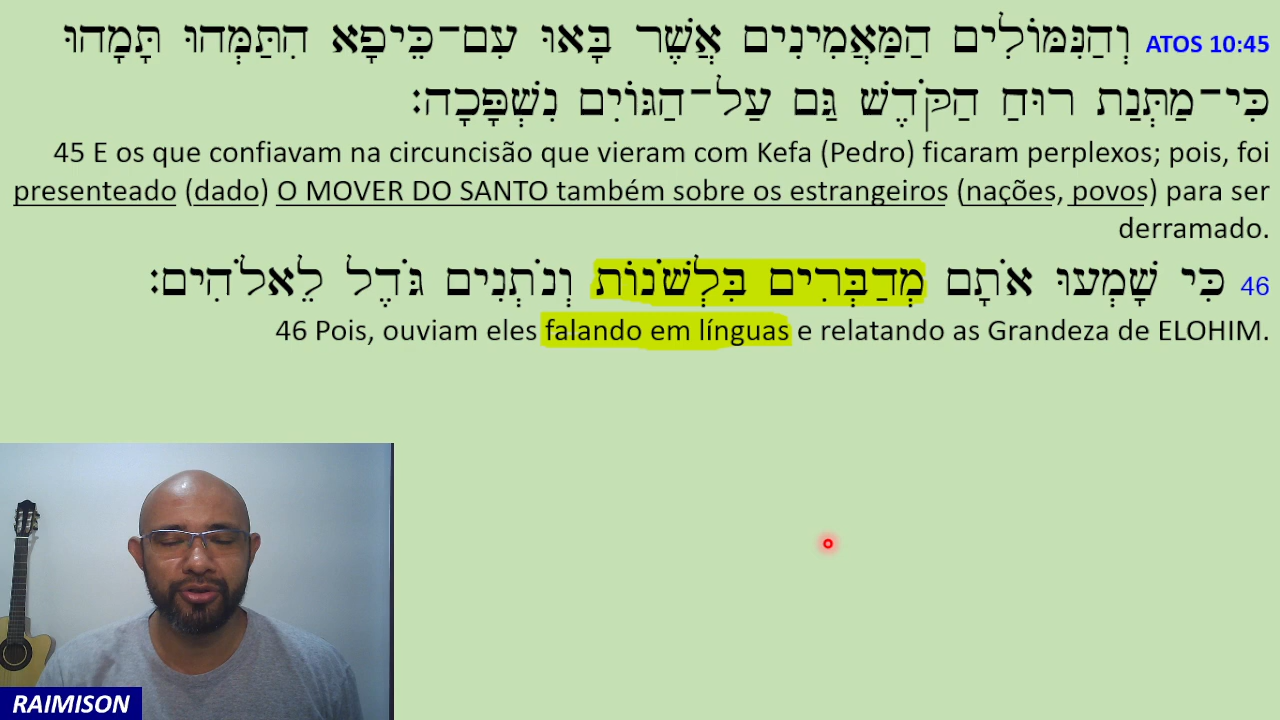 ATOS 10:45 וְהַנִּמּוֹלִים הַמַּאֲמִינִים אֲשֶׁר בָּאוּ עִם־כֵּיפָא הִתַּמְּהוּ תָּמָהוּ
כִּי־מַתְּנַת רוּחַ הַקֹּדֶשׁ גַּם עַל־הַגּוֹיִם נִשְׁפָּכָה׃
45 E os que confiavam na circuncisão que vieram com Kefa (Pedro) ficaram perplexos; pois, foi
presenteado (dado) O MOVER DO SANTO também sobre os estrangeiros (nações, povos) para ser
derramado.
46 כִּי שָׁמְעוּ אֹתָם מְדַבְּרִים בִּלְשֹׁנוֹת וְנֹתְנִים גֹּדֶל לֵאלֹהִים׃
46 Pois, ouviam eles falando em línguas e relatando as Grandeza de ELOHIM.
RAIMISON